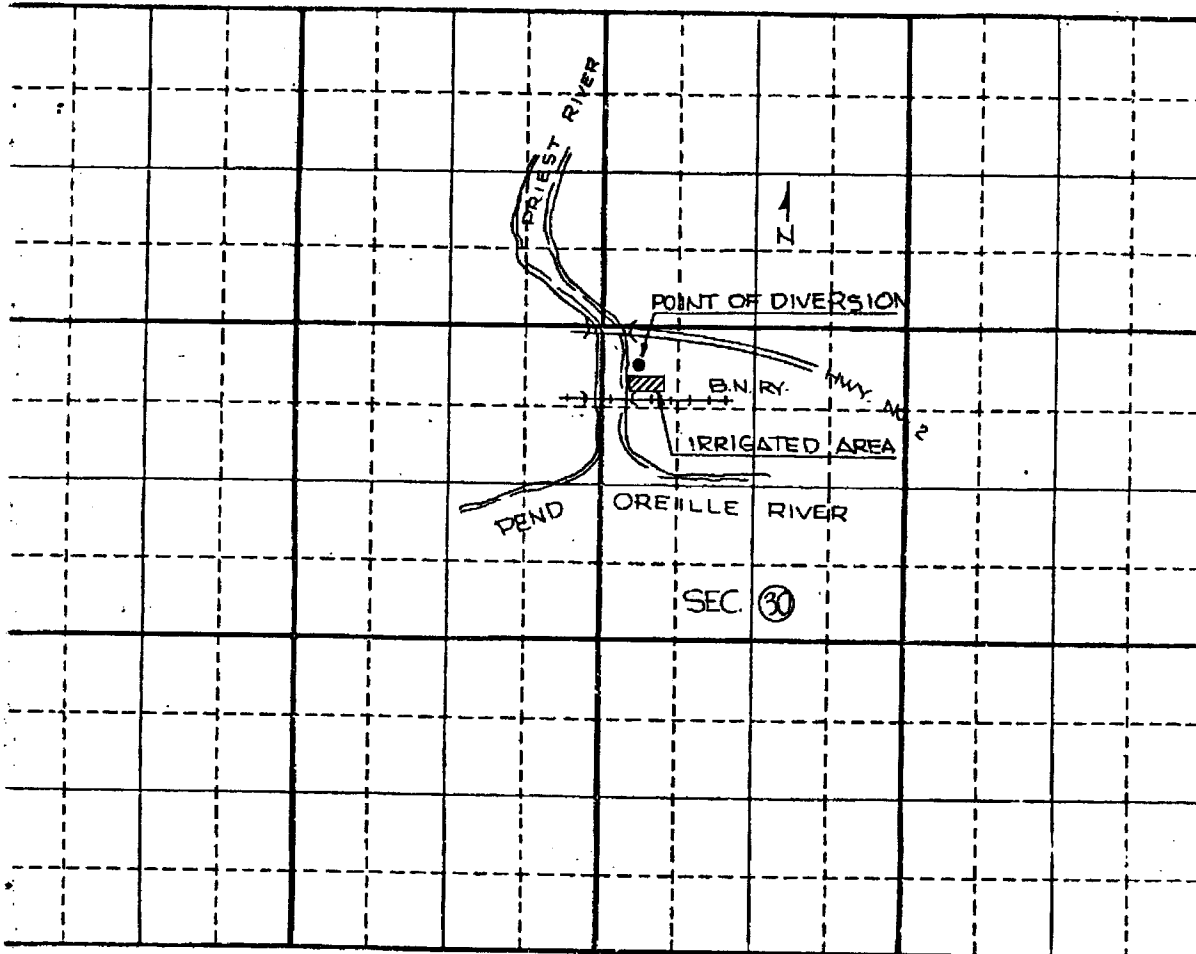 PRIEST RIVER
N
POINT OF DIVERSION
B.N. RY.
HWY. No. 2
IRRIGATED AREA
PEND OREILLE RIVER
SEC. 30